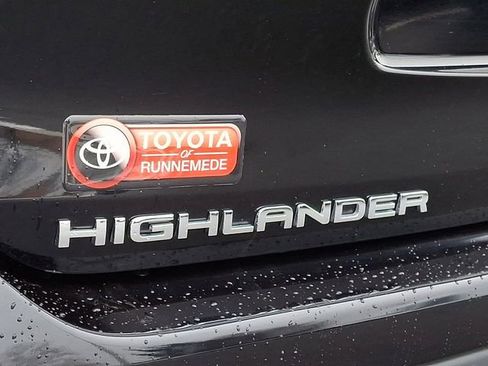 TOYOTA
OF
RUNNEMEDE
HIGHLANDER